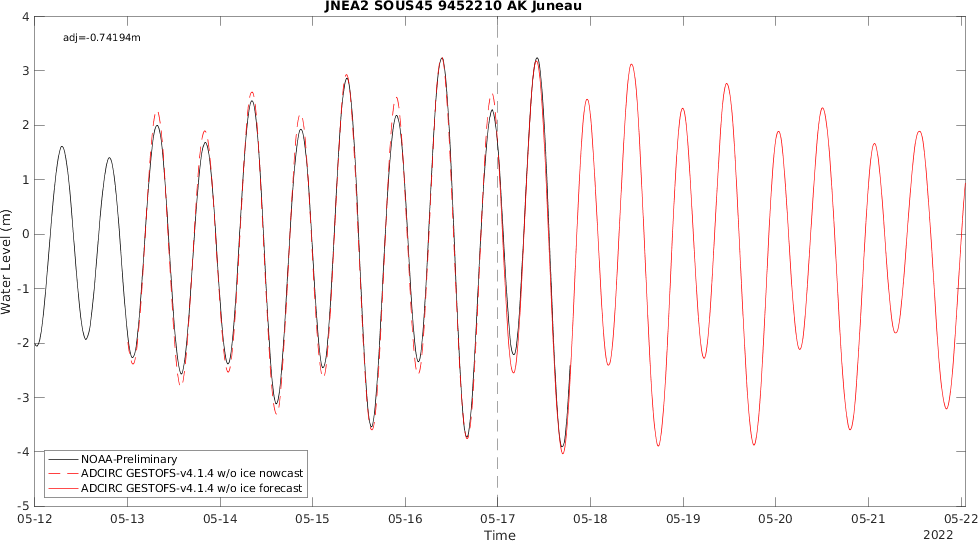 JNEA2 SOUS45 9452210 AK Juneau
adj=-0.74194m
4
3
2
1
0
-1
-2
-3
-4
-5
Water Level (m)
NOAA-Preliminary
ADCIRC GESTOFS-v4.1.4 w/o ice nowcast
ADCIRC GESTOFS-v4.1.4 w/o ice forecast
05-12 05-13 05-14 05-15 05-16 05-17 05-18 05-19 05-20 05-21 05-22
Time
2022